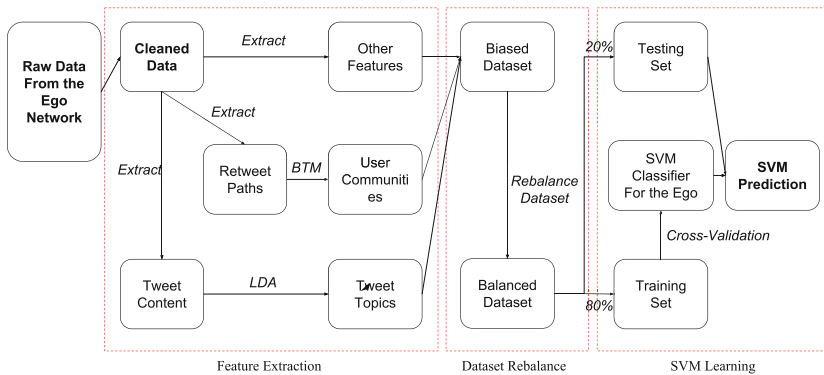 Raw Data
From the
Ego
Network
Cleaned
Data
Extract
Other
Features
Extract
Extract
Retweet
Paths
BTM
User
Communiti
es
Tweet
Content
LDA
Tweet
Topics
Feature Extraction
Biased
Dataset
Rebalance
Dataset
Balanced
Dataset
Dataset Rebalance
20%
Testing
Set
SVM
Classifier
For the Ego
SVM
Prediction
Cross-Validation
80%
Training
Set
SVM Learning